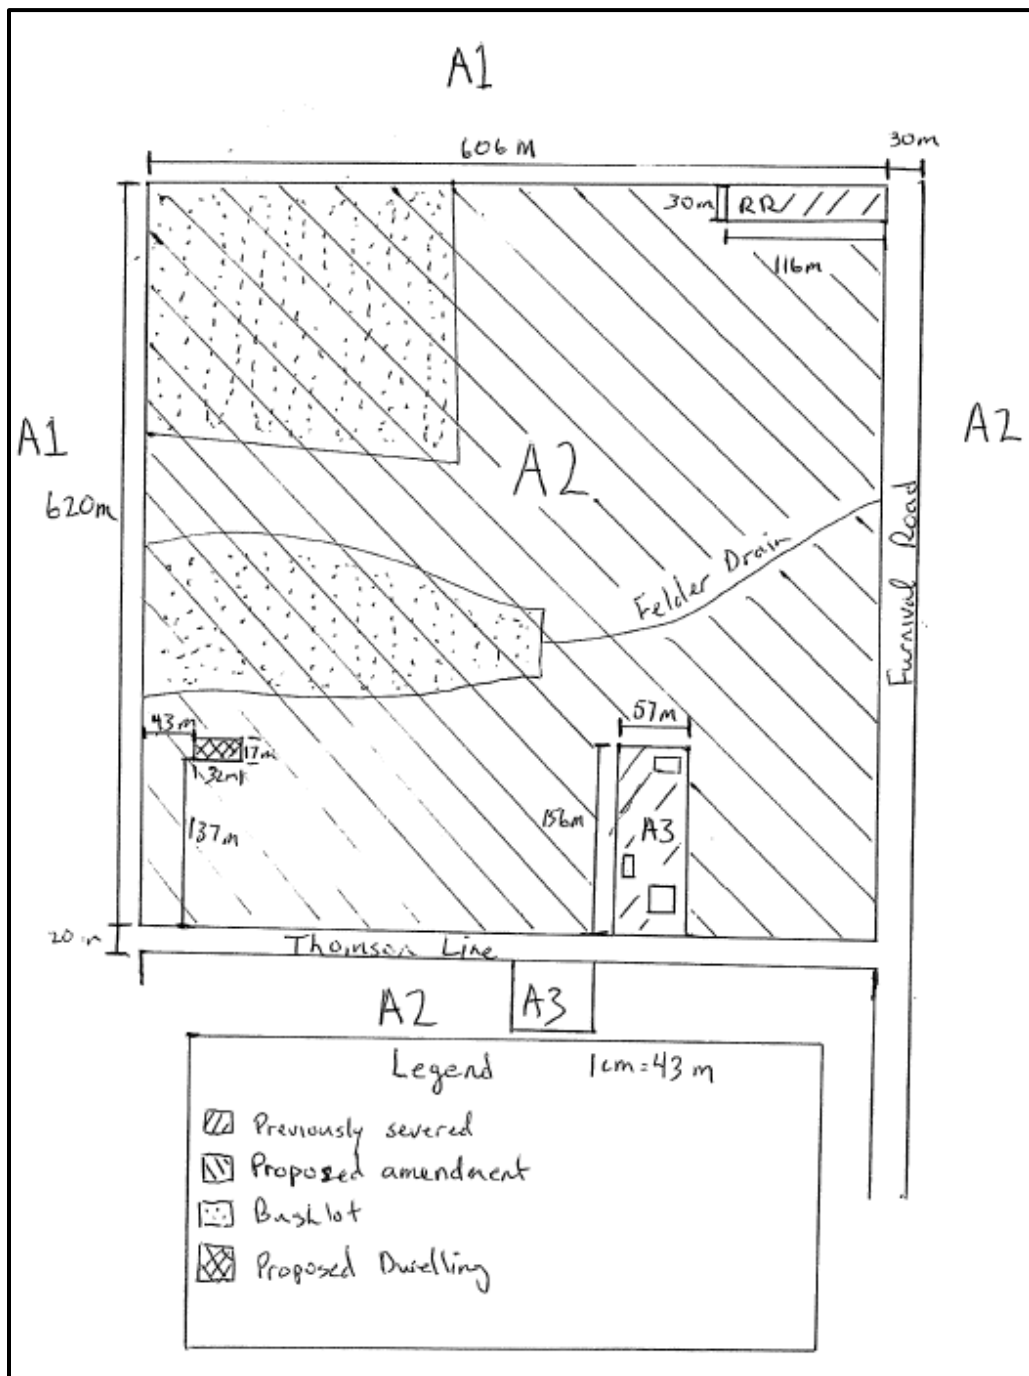 A1
606 m
30m
30m
RR
116m
A1
A2
A2
620m
Felder Drain
Furnival Road
43m
17m
32m
57m
156m
A3
137m
20m
Thomson Line
A2
A3
Legend 1cm=43 m
Previously severed
Proposed amendment
Bushlot
Proposed Dwelling